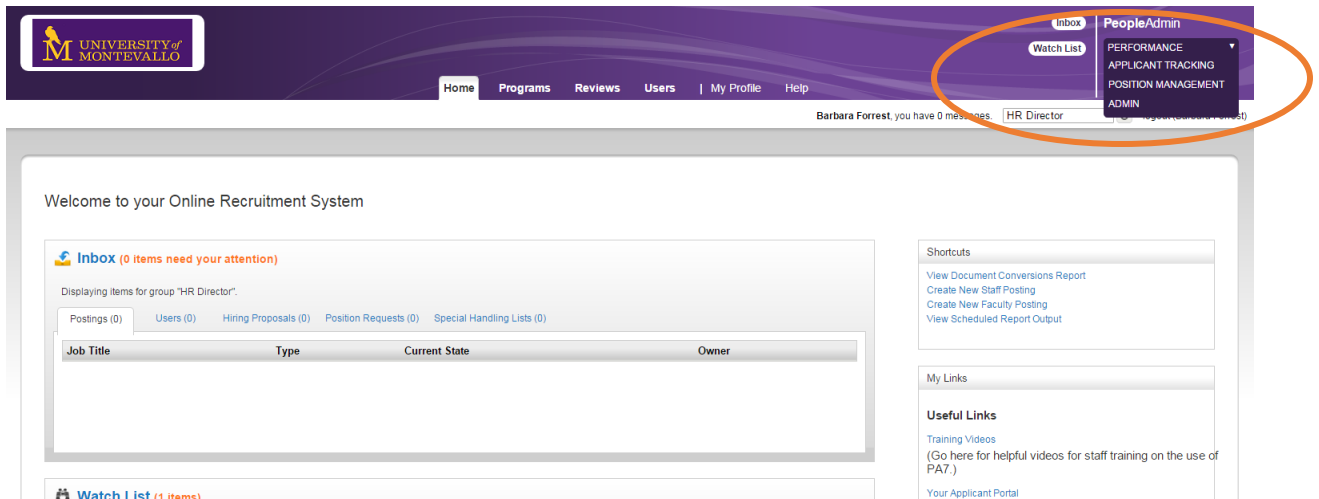 UNIVERSITY of
MONTEVALLO
Inbox
Watch List
PeopleAdmin
PERFORMANCE
APPLICANT TRACKING
POSITION MANAGEMENT
ADMIN
Home Programs Reviews Users | My Profile Help
Barbara Forrest, you have 0 messages. HR Director logout (Barbara Forrest)
Welcome to your Online Recruitment System
Inbox (0 items need your attention)
Displaying items for group "HR Director".
Postings (0) Users (0) Hiring Proposals (0) Position Requests (0) Special Handling Lists (0)
Job Title Type Current State Owner
Watch List (1 items)
Shortcuts
View Document Conversions Report
Create New Staff Posting
Create New Faculty Posting
View Scheduled Report Output
My Links
Useful Links
Training Videos
(Go here for helpful videos for staff training on the use of
PA7.)
Your Applicant Portal